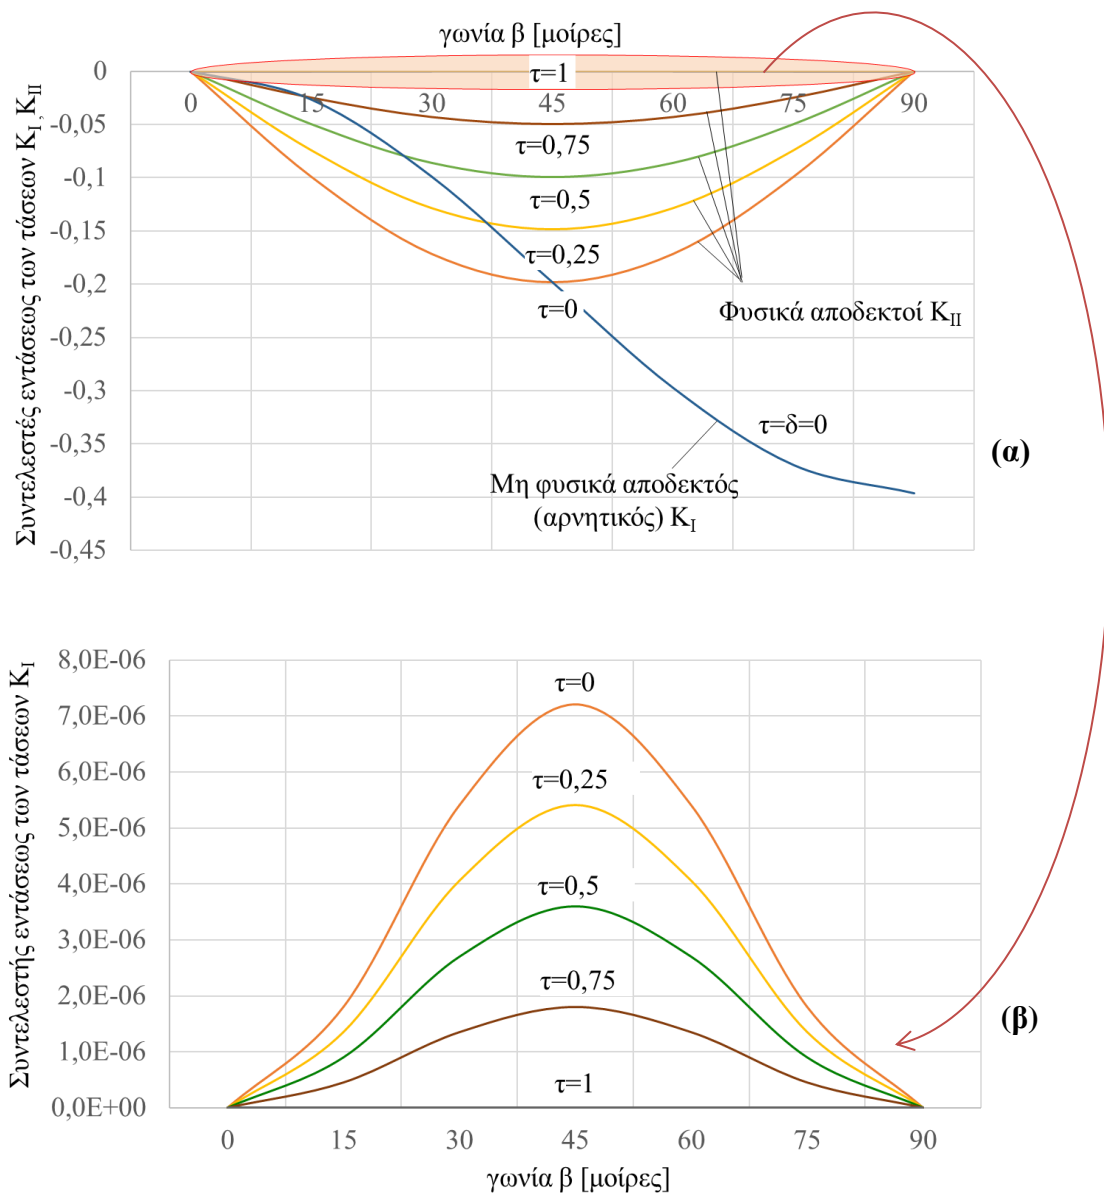 γωνία β [μοίρες]
Συντελεστές εντάσεως των τάσεων K_I, K_II
0
-0,05
-0,1
-0,15
-0,2
-0,25
-0,3
-0,35
-0,4
-0,45
0 15 30 45 60 75 90
τ=1
τ=0,75
τ=0,5
τ=0,25
τ=0
Φυσικά αποδεκτοί K_II
τ=δ=0
Μη φυσικά αποδεκτός
(αρνητικός) K_I
(α)
Συντελεστής εντάσεως των τάσεων K_I
8,0E-06
7,0E-06
6,0E-06
5,0E-06
4,0E-06
3,0E-06
2,0E-06
1,0E-06
0,0E+00
τ=0
τ=0,25
τ=0,5
τ=0,75
τ=1
(β)
0 15 30 45 60 75 90
γωνία β [μοίρες]